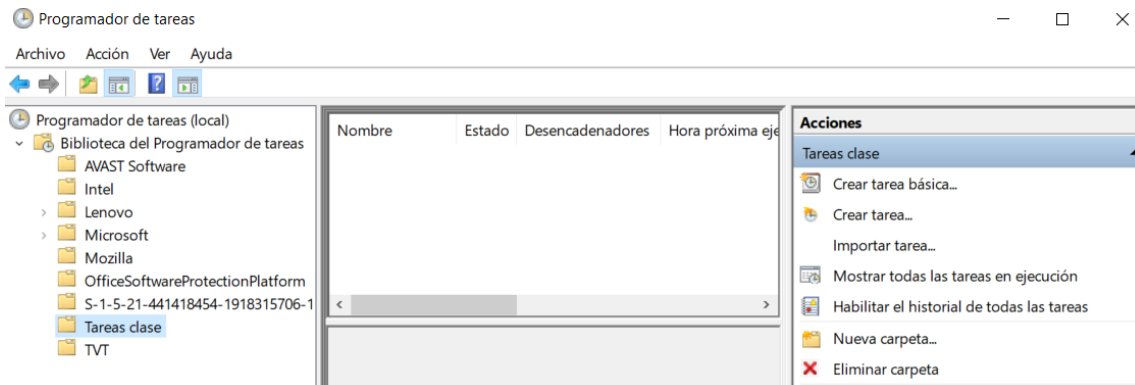 Programador de tareas
Archivo Acción Ver Ayuda
Programador de tareas (local)
Biblioteca del Programador de tareas
AVAST Software
Intel
Lenovo
Microsoft
Mozilla
OfficeSoftwareProtectionPlatform
S-1-5-21-441418454-1918315706-1
Tareas clase
TVT
Nombre Estado Desencadenadores Hora próxima eje
Acciones
Tareas clase
Crear tarea básica...
Crear tarea...
Importar tarea...
Mostrar todas las tareas en ejecución
Habilitar el historial de todas las tareas
Nueva carpeta...
Eliminar carpeta